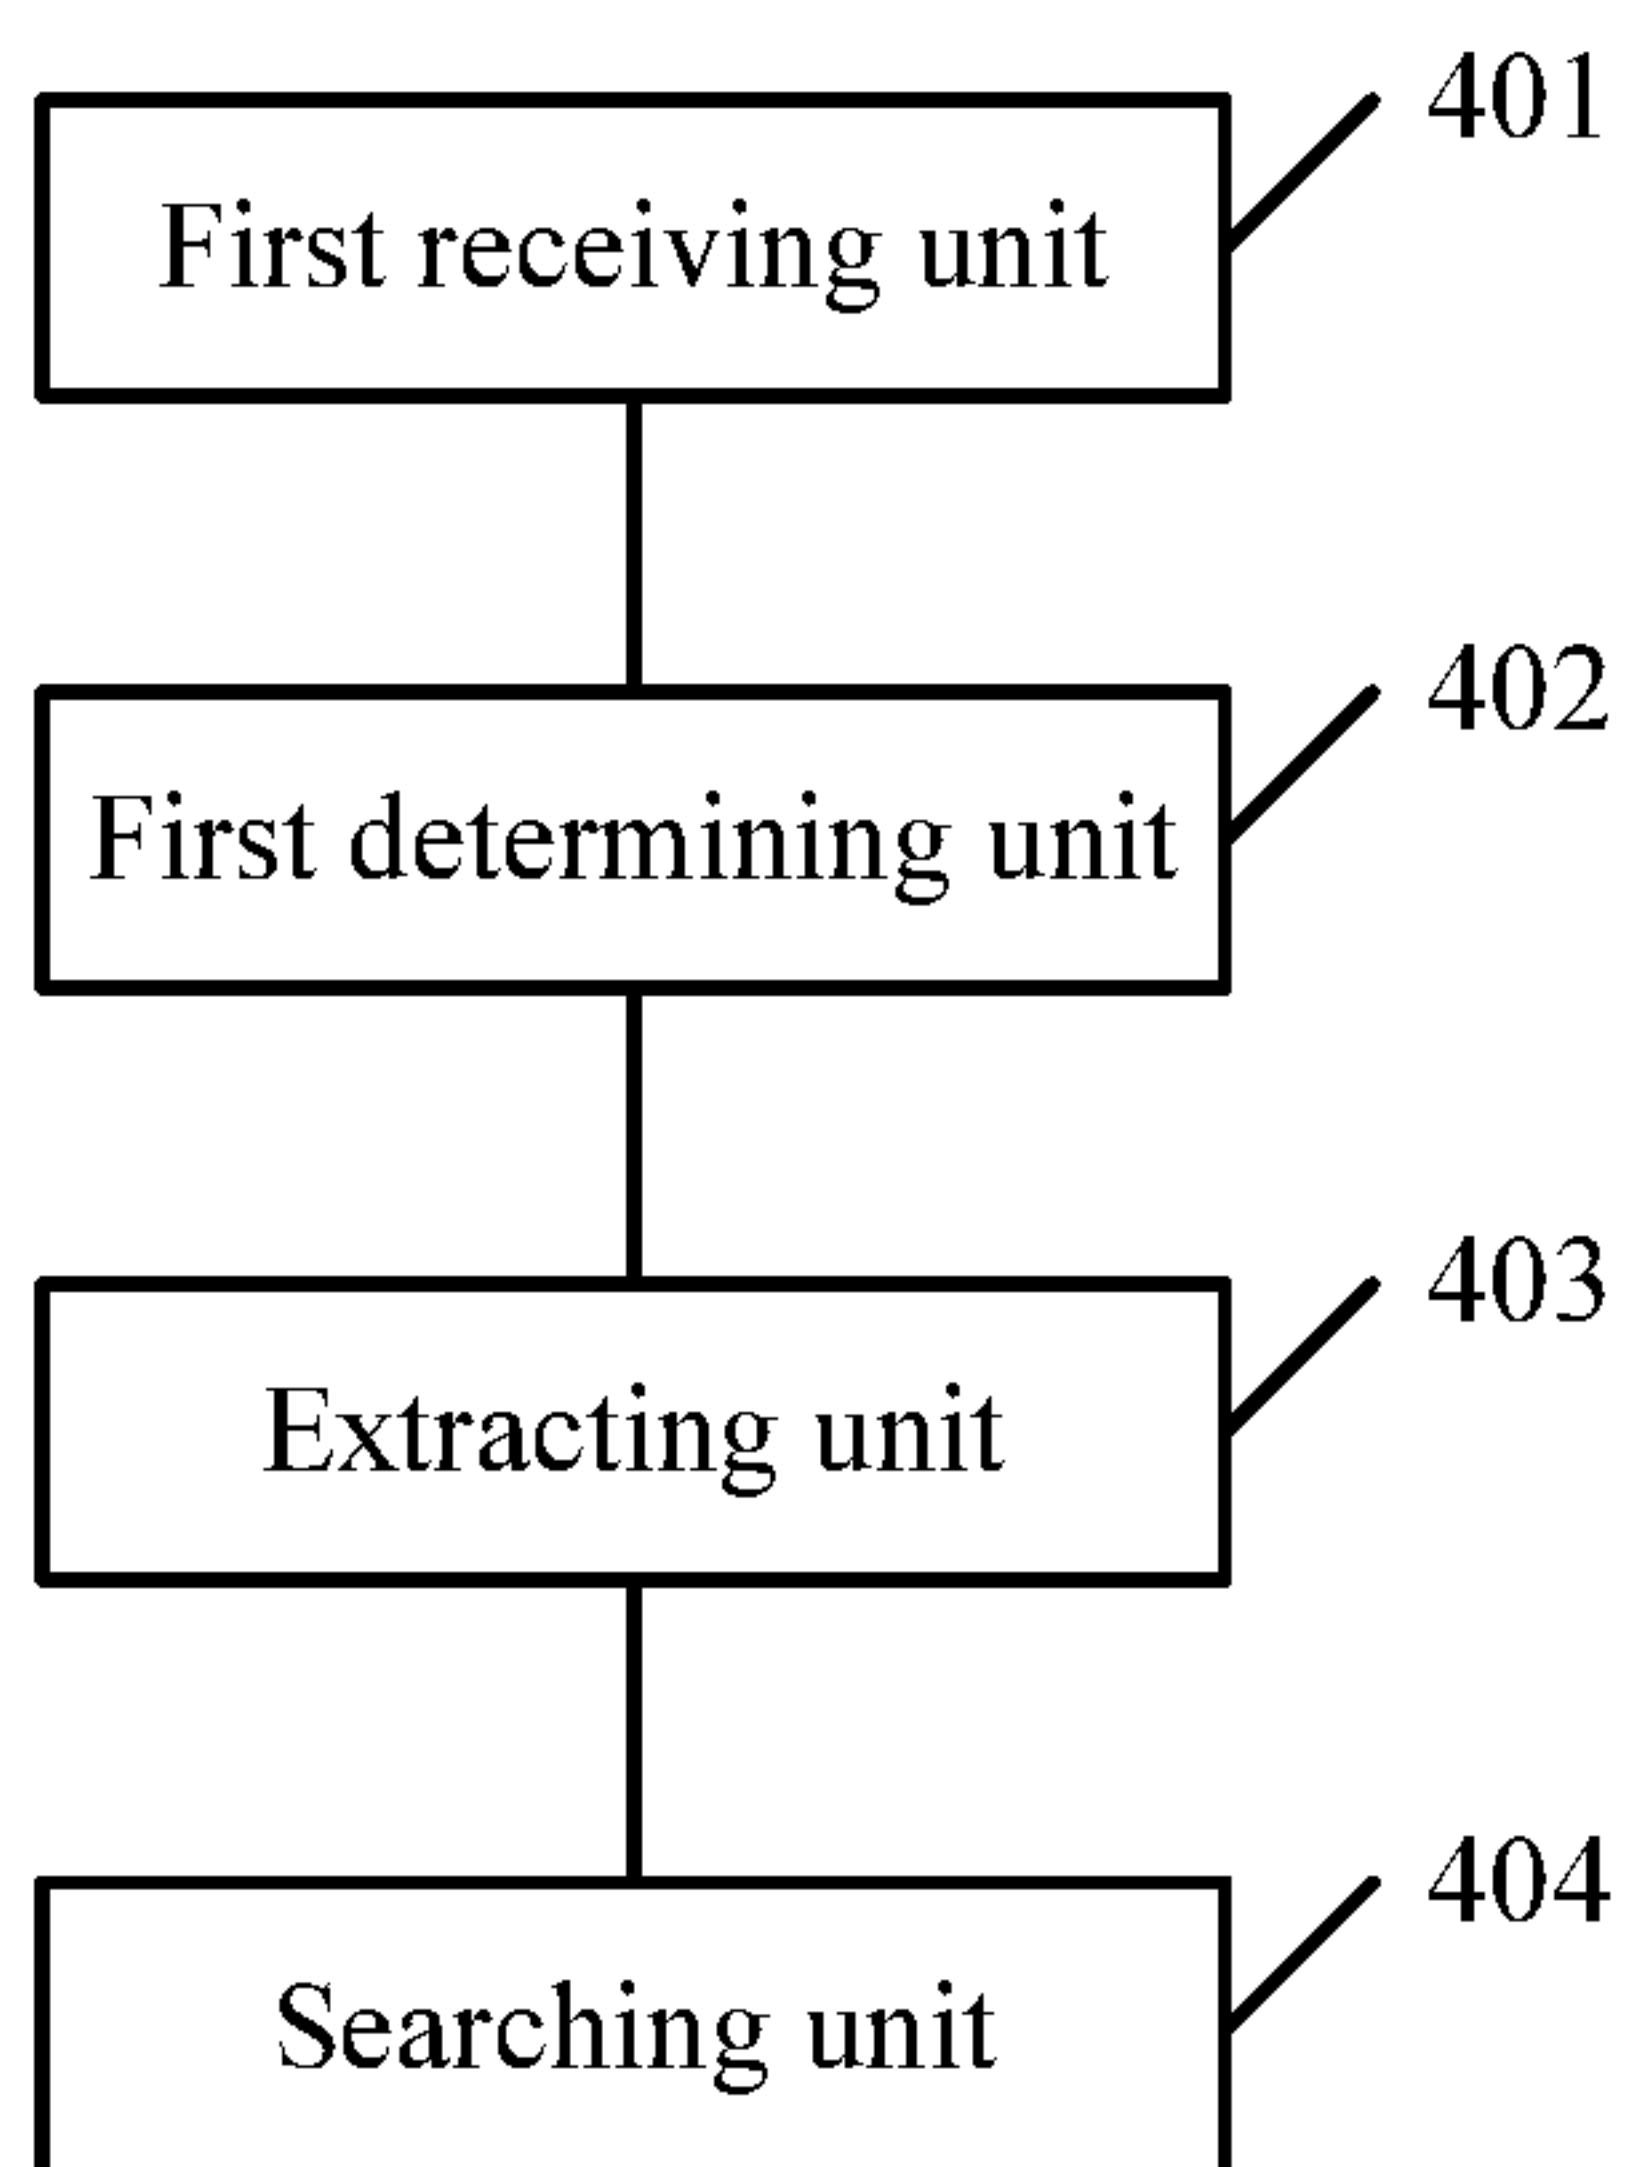 401
First receiving unit
402
First determining unit
403
Extracting unit
404
Searching unit